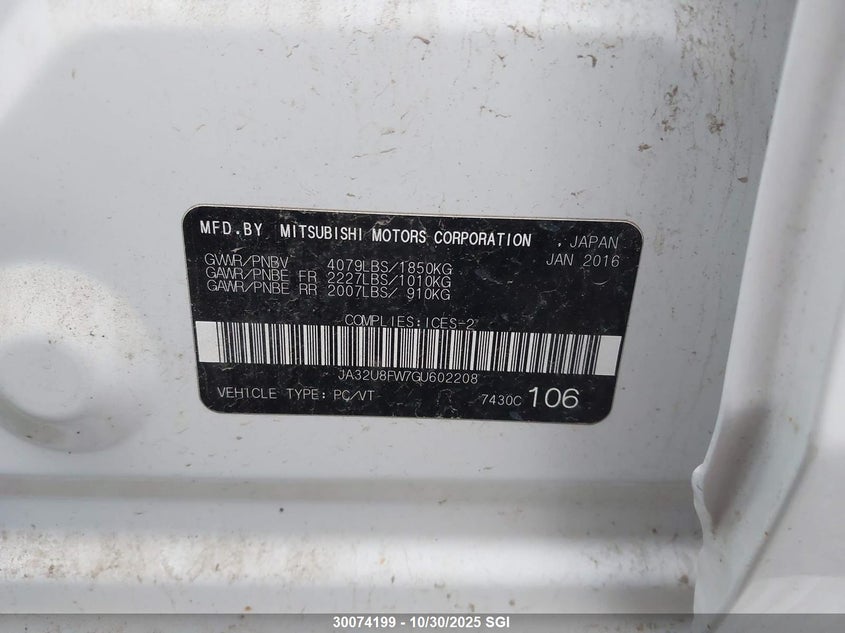 MFD.BY MITSUBISHI MOTORS CORPORATION , JAPAN
GVWR/PNBV 4079LBS/1850KG JAN 2016
GAWR/PNBE FR 2227LBS/1010KG
GAWR/PNBE RR 2007LBS/ 910KG
COMPLIES:ICES-2
JA32U8FW7GU602208
VEHICLE TYPE: PC/VT 7430C 106
30074199 - 10/30/2025 SGI